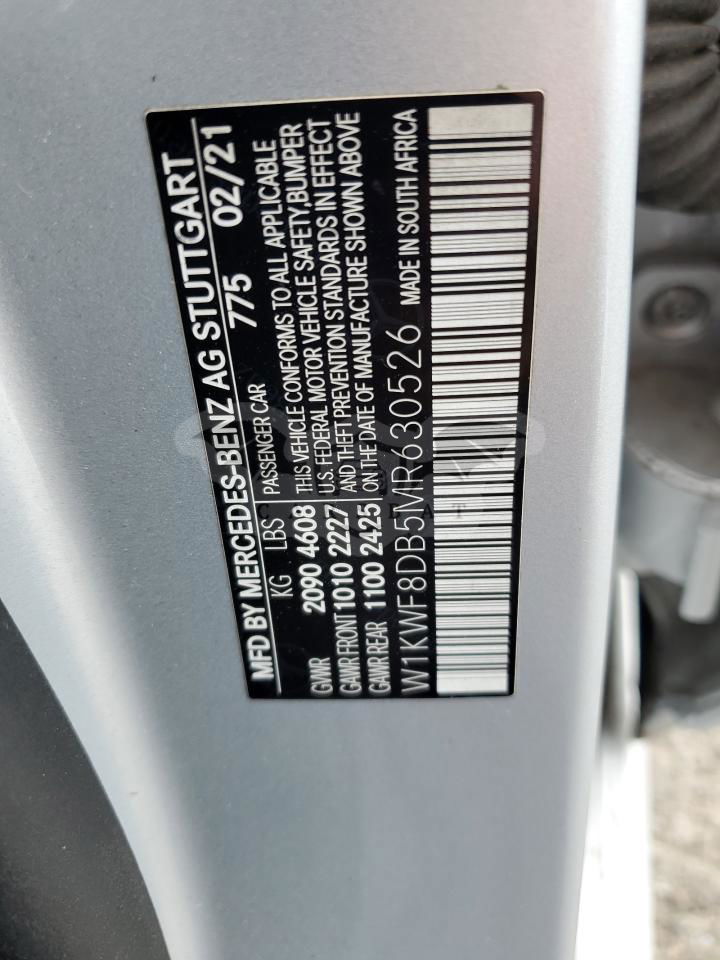 MFD BY MERCEDES-BENZ AG STUTTGART
775 02/21
KG LBS PASSENGER CAR
GVWR 2090 4608 THIS VEHICLE CONFORMS TO ALL APPLICABLE
GAWR FRONT 1010 2227 U.S. FEDERAL MOTOR VEHICLE SAFETY,BUMPER
GAWR REAR 1100 2425 AND THEFT PREVENTION STANDARDS IN EFFECT
ON THE DATE OF MANUFACTURE SHOWN ABOVE
W1KWF8DB5MR630526 MADE IN SOUTH AFRICA